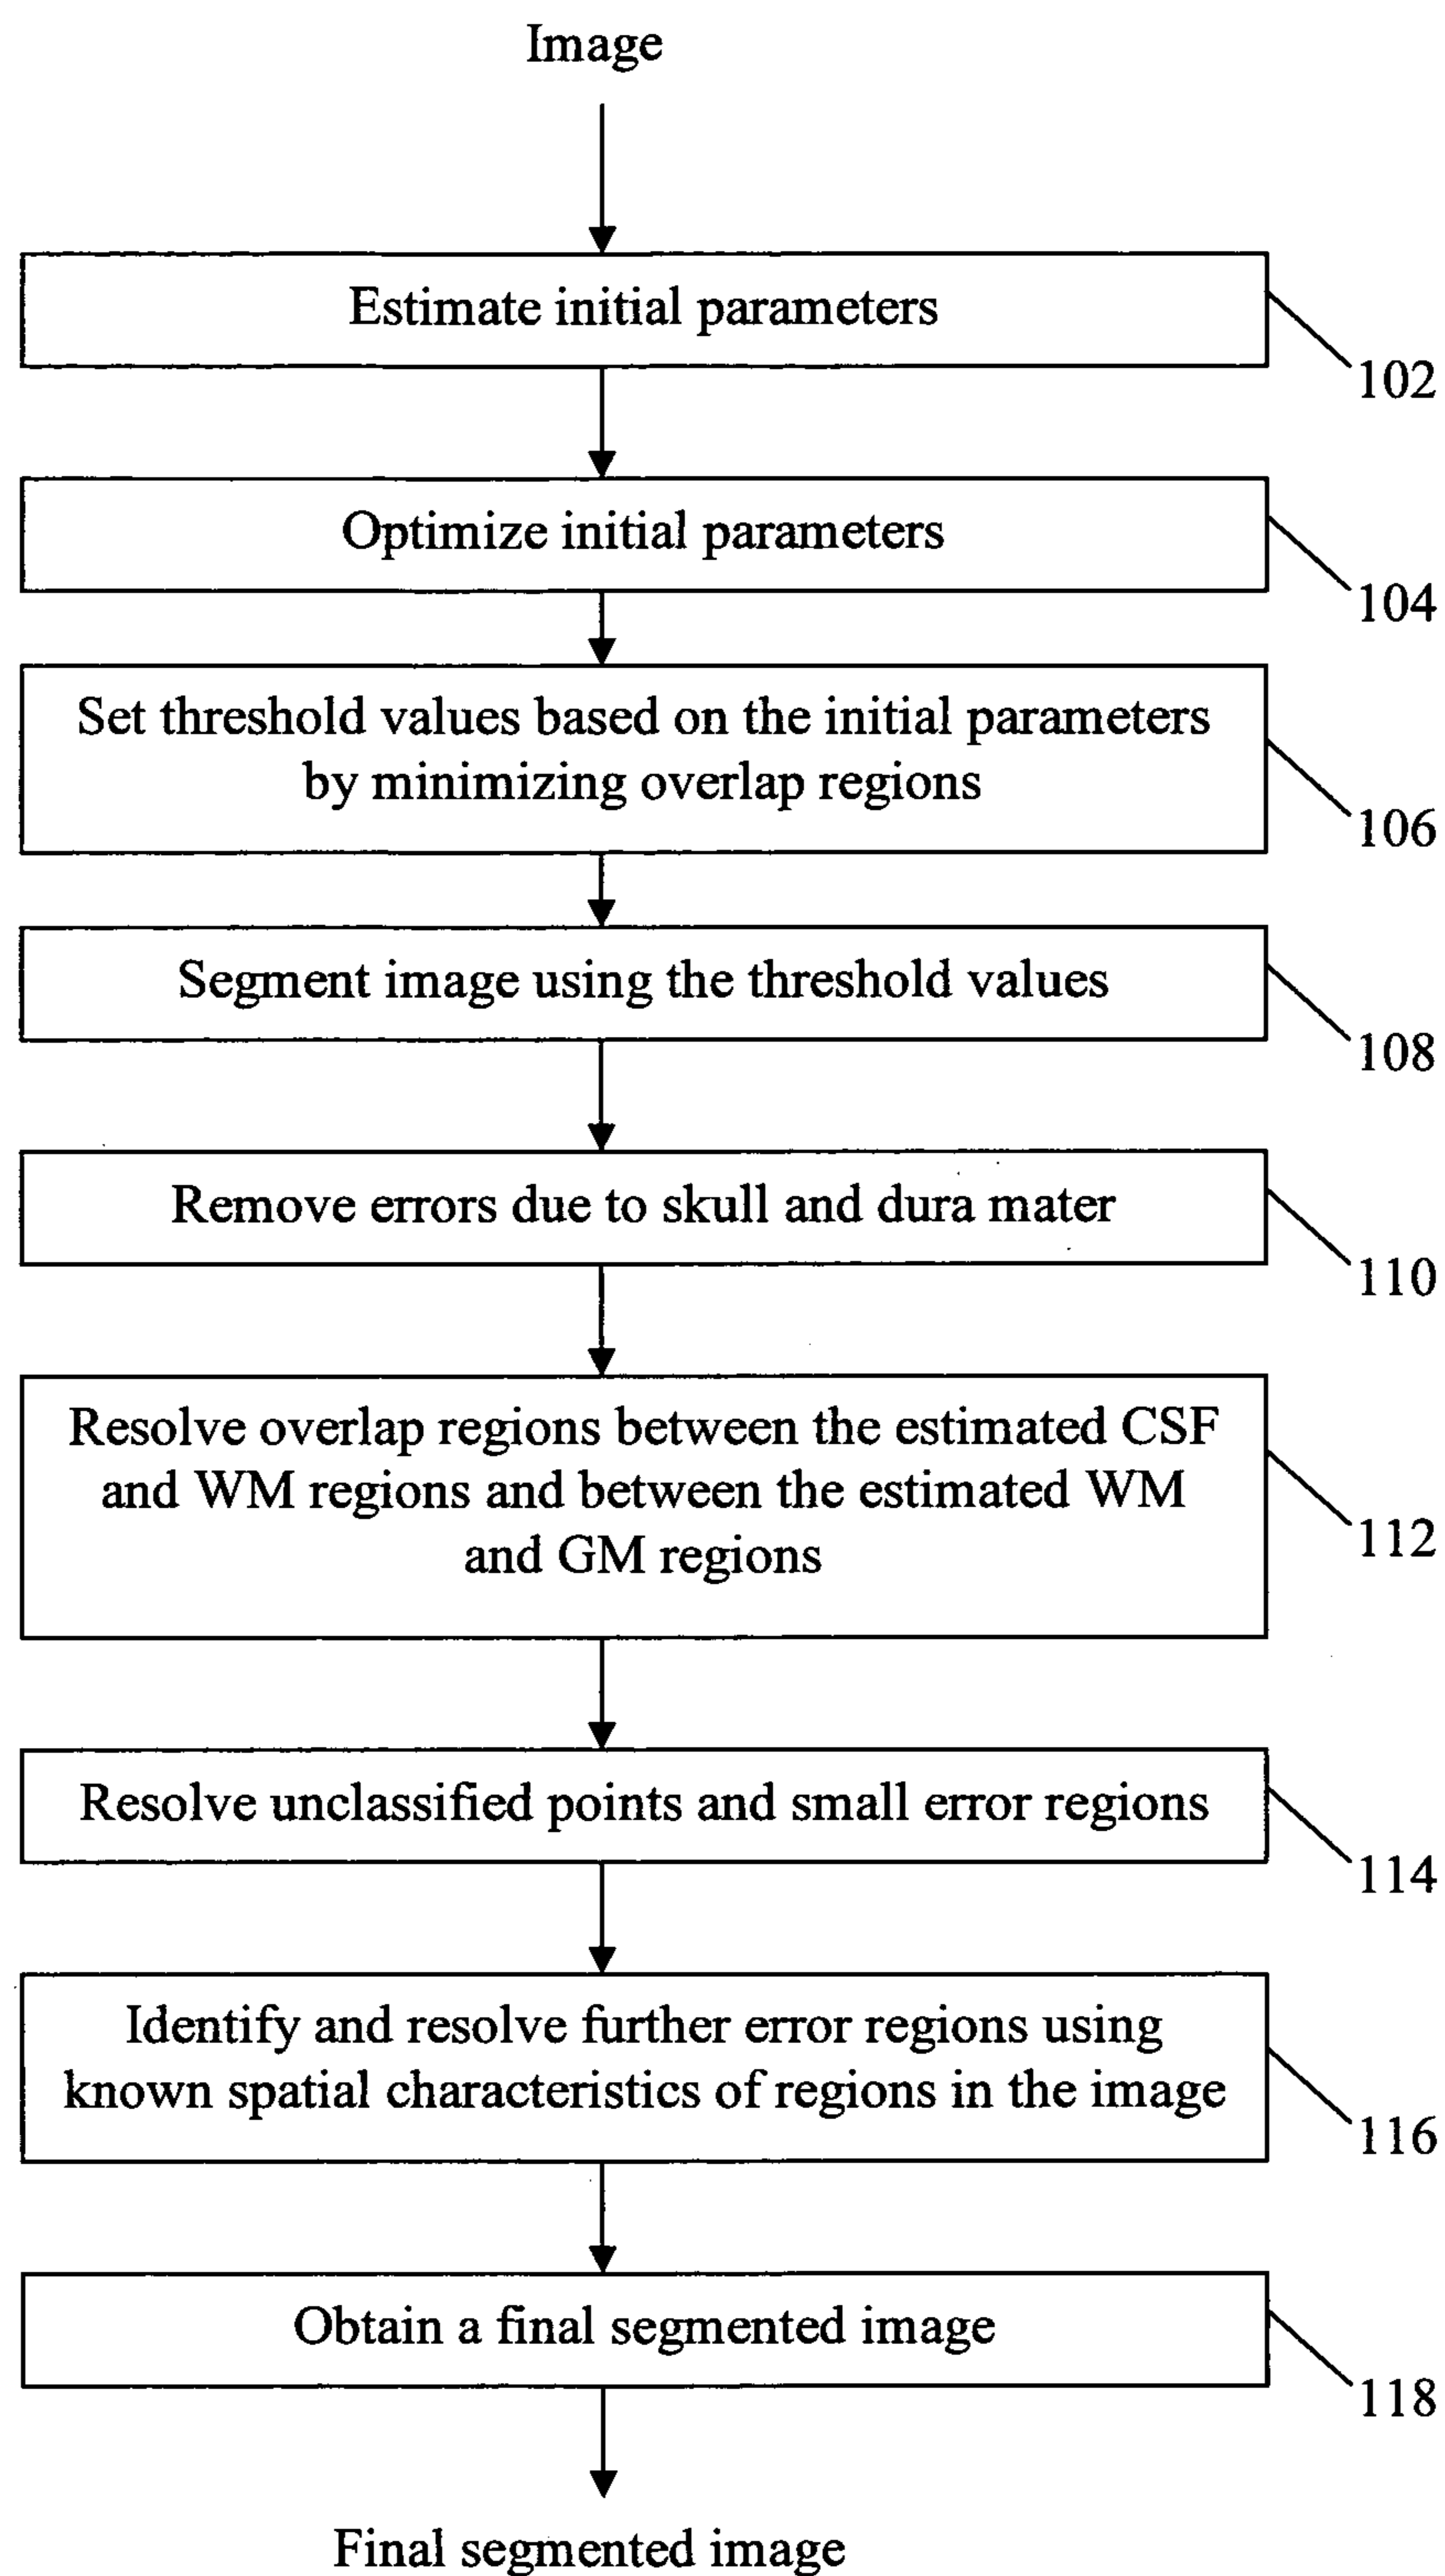 Image
Estimate initial parameters
102
Optimize initial parameters
104
Set threshold values based on the initial parameters
by minimizing overlap regions
106
Segment image using the threshold values
108
Remove errors due to skull and dura mater
110
Resolve overlap regions between the estimated CSF
and WM regions and between the estimated WM
and GM regions
112
Resolve unclassified points and small error regions
114
Identify and resolve further error regions using
known spatial characteristics of regions in the image
116
Obtain a final segmented image
118
Final segmented image